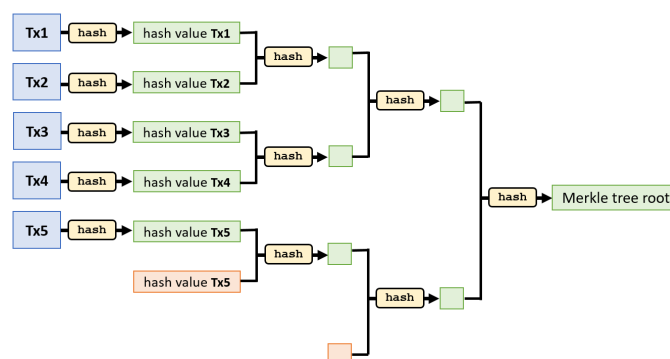 Tx1 hash hash value Tx1
hash
Tx2 hash hash value Tx2
hash
Tx3 hash hash value Tx3
hash
Tx4 hash hash value Tx4
hash Merkle tree root
Tx5 hash hash value Tx5
hash
hash value Tx5
hash